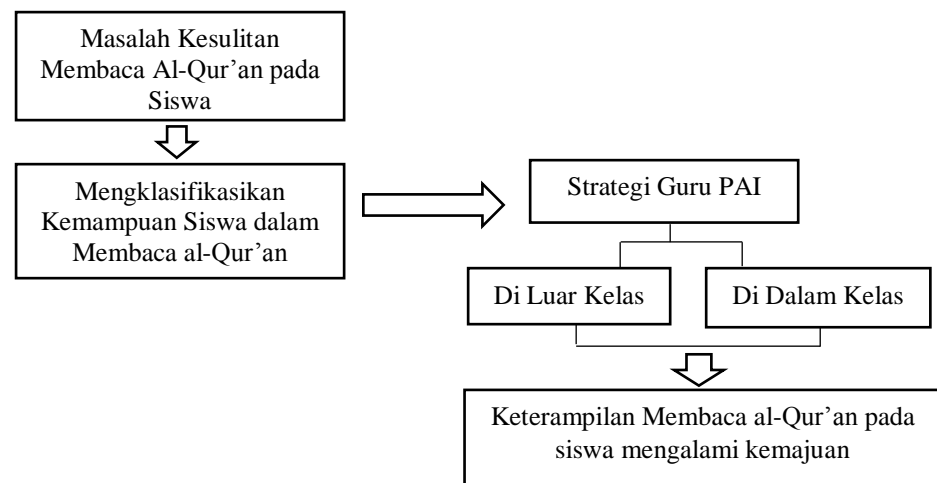 Masalah Kesulitan
Membaca Al-Qur’an pada
Siswa
Mengklasifikasikan
Kemampuan Siswa dalam
Membaca al-Qur’an
Strategi Guru PAI
Di Luar Kelas
Di Dalam Kelas
Keterampilan Membaca al-Qur’an pada
siswa mengalami kemajuan